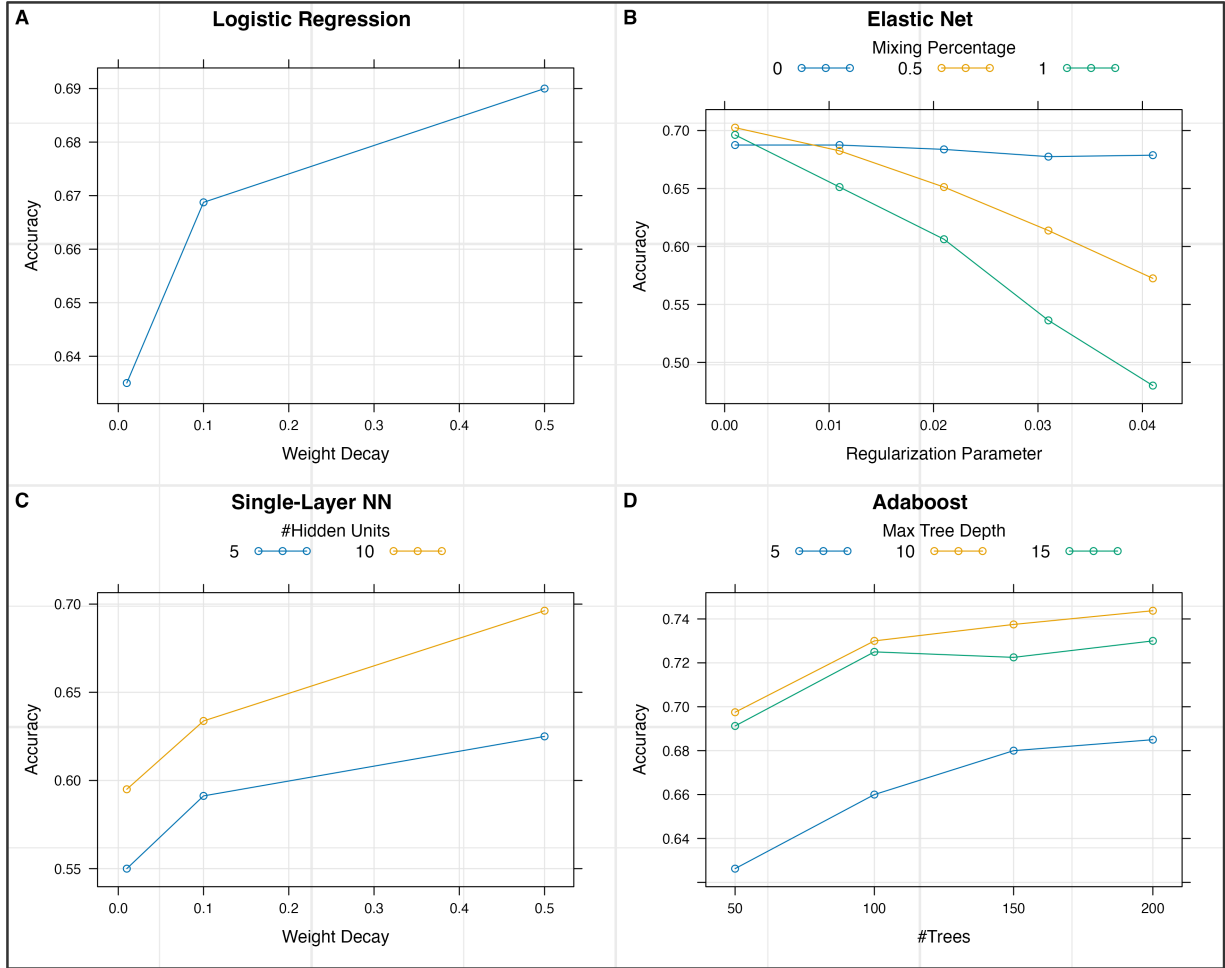 A
Logistic Regression
0.69
0.68
0.67
0.66
0.65
0.64
Accuracy
0.0 0.1 0.2 0.3 0.4 0.5
Weight Decay
B
Elastic Net
Mixing Percentage
0 0.5 1
0.70
0.65
0.60
0.55
0.50
Accuracy
0.00 0.01 0.02 0.03 0.04
Regularization Parameter
C
Single-Layer NN
#Hidden Units
5 10
0.70
0.65
0.60
0.55
Accuracy
0.0 0.1 0.2 0.3 0.4 0.5
Weight Decay
D
Adaboost
Max Tree Depth
5 10 15
0.74
0.72
0.70
0.68
0.66
0.64
Accuracy
50 100 150 200
#Trees